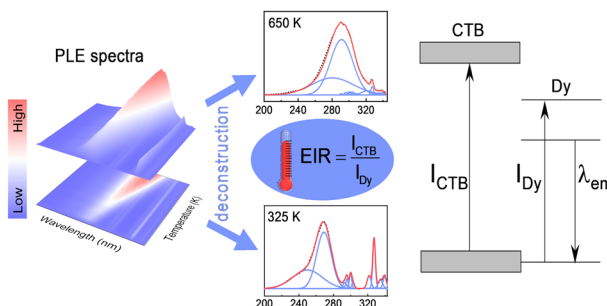 PLE spectra
High
Low
Wavelength (nm)
Temperature (K)
deconstruction
650 K
200 240 280 320
EIR = I_CTB / I_Dy
325 K
200 240 280 320
CTB
Dy
I_CTB
I_Dy
λ_em